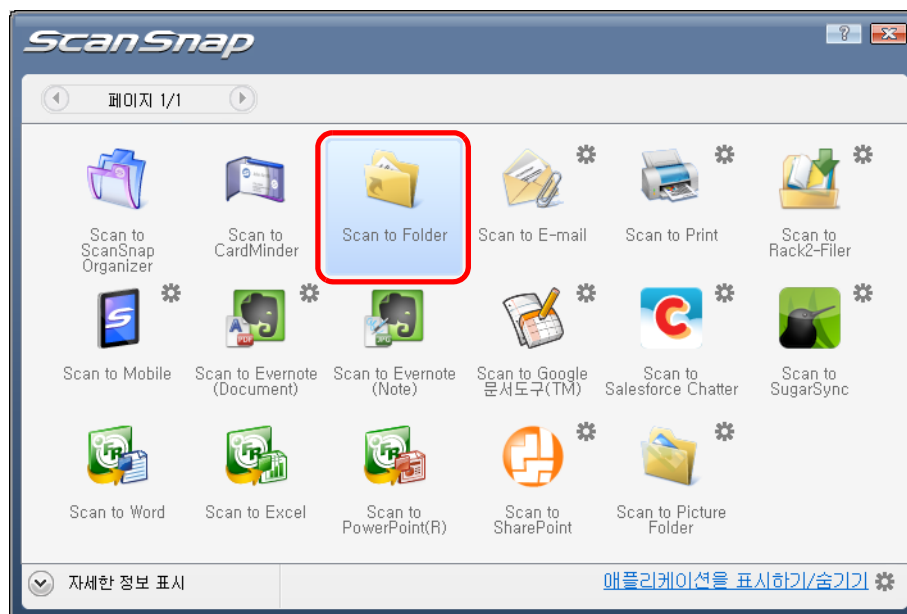 ScanSnap
?
페이지 1/1
Scan to
ScanSnap
Organizer
Scan to
CardMinder
Scan to Folder
Scan to E-mail
Scan to Print
Scan to
Rack2-Filer
Scan to Mobile
Scan to Evernote
(Document)
Scan to Evernote
(Note)
Scan to Google
문서도구(TM)
Scan to
Salesforce Chatter
Scan to
SugarSync
Scan to Word
Scan to Excel
Scan to
PowerPoint(R)
Scan to
SharePoint
Scan to Picture
Folder
자세한 정보 표시
애플리케이션을 표시하기/숨기기